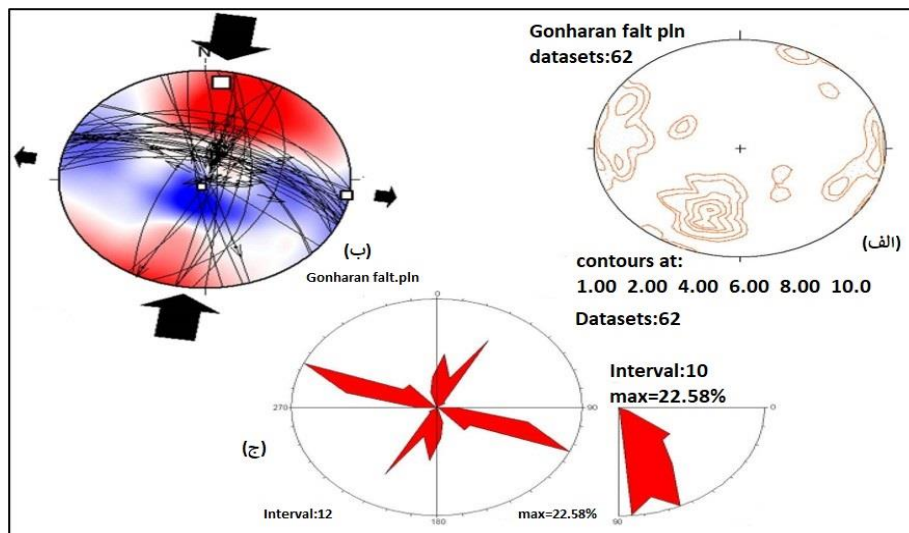 N
(ب)
Gonharan falt.pln
Gonharan falt pln
datasets:62
(الف)
contours at:
1.00 2.00 4.00 6.00 8.00 10.0
Datasets:62
0
270
90
180
(ج)
Interval:12
max=22.58%
Interval:10
max=22.58%
0
90